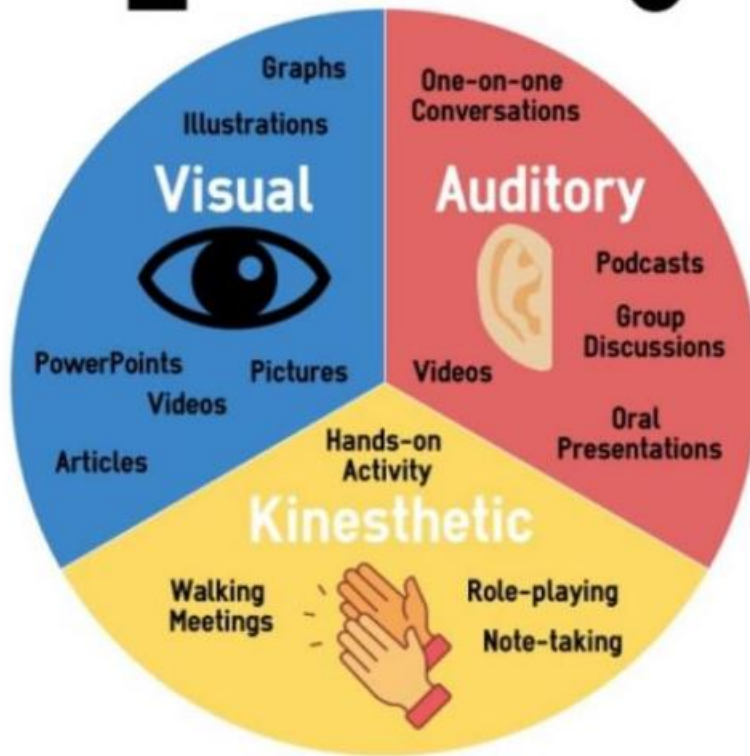 Graphs
Illustrations
Visual
PowerPoints
Pictures
Videos
Articles
One-on-one
Conversations
Auditory
Podcasts
Group
Discussions
Videos
Oral
Presentations
Hands-on
Activity
Kinesthetic
Walking
Meetings
Role-playing
Note-taking